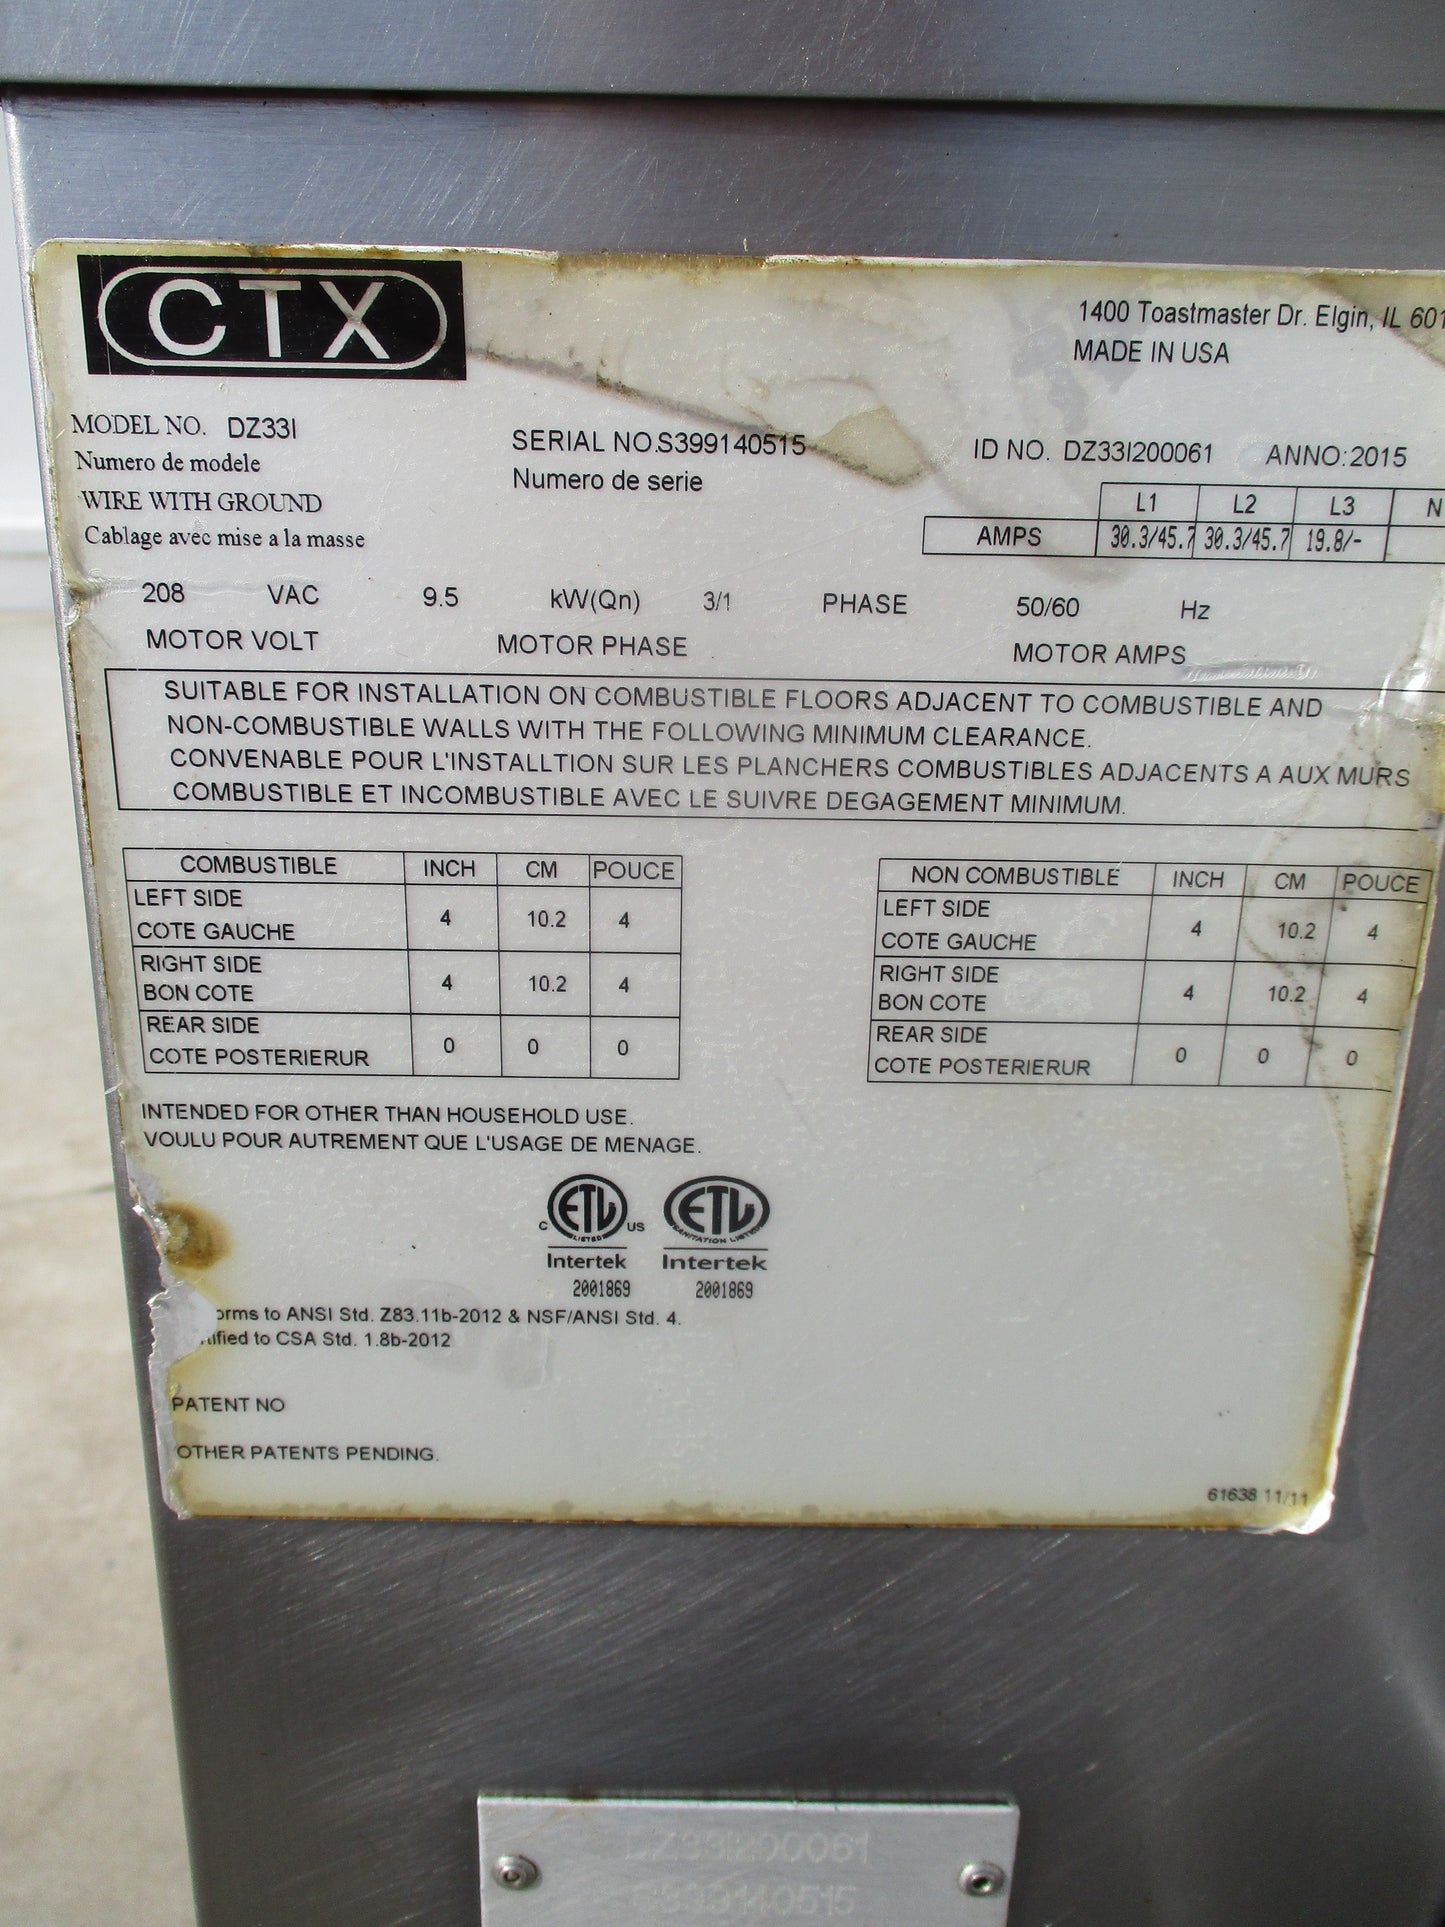 CTX
1400 Toastmaster Dr. Elgin, IL 601
MADE IN USA
MODEL NO. DZ33I
Numero de modele
SERIAL NO.S399140515
Numero de serie
ID NO. DZ33I200061 ANNO:2015
WIRE WITH GROUND
Cablage avec mise a la masse
L1 L2 L3 N
AMPS 30.3/45.7 30.3/45.7 19.8/-
208 VAC 9.5 kW(Qn) 3/1 PHASE 50/60 Hz
MOTOR VOLT MOTOR PHASE MOTOR AMPS
SUITABLE FOR INSTALLATION ON COMBUSTIBLE FLOORS ADJACENT TO COMBUSTIBLE AND
NON-COMBUSTIBLE WALLS WITH THE FOLLOWING MINIMUM CLEARANCE.
CONVENABLE POUR L'INSTALLTION SUR LES PLANCHERS COMBUSTIBLES ADJACENTS A AUX MURS
COMBUSTIBLE ET INCOMBUSTIBLE AVEC LE SUIVRE DEGAGEMENT MINIMUM.
COMBUSTIBLE INCH CM POUCE
LEFT SIDE
COTE GAUCHE 4 10.2 4
RIGHT SIDE
BON COTE 4 10.2 4
REAR SIDE
COTE POSTERIERUR 0 0 0
NON COMBUSTIBLE INCH CM POUCE
LEFT SIDE
COTE GAUCHE 4 10.2 4
RIGHT SIDE
BON COTE 4 10.2 4
REAR SIDE
COTE POSTERIERUR 0 0 0
INTENDED FOR OTHER THAN HOUSEHOLD USE.
VOULU POUR AUTREMENT QUE L'USAGE DE MENAGE.
C ETL US ETL
LISTED SANITATION LISTED
Intertek Intertek
2001869 2001869
orms to ANSI Std. Z83.11b-2012 & NSF/ANSI Std. 4.
ified to CSA Std. 1.8b-2012
PATENT NO
OTHER PATENTS PENDING.
61638 11/11
DZ33I200061
S399140515